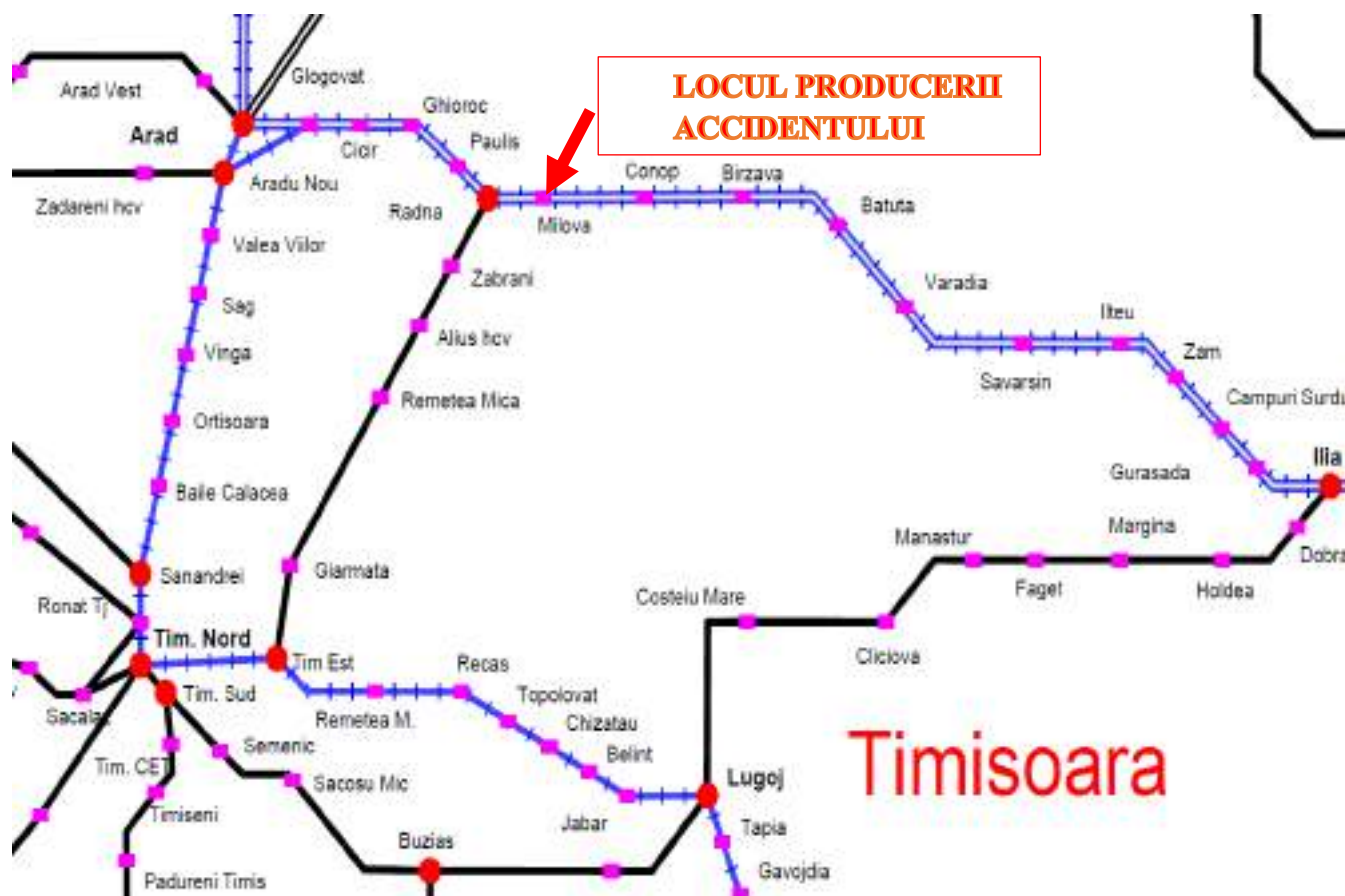 Glogovat
LOCUL PRODUCERII
ACCIDENTULUI
Arad Vest
Ghioroc
Arad
Paulis
Cicir
Conop
Birzava
Aradu Nou
Zadareni hcv
Radna
Milova
Batuta
Valea Viilor
Zabrani
Varadia
Sag
Ilteu
Alius hcv
Vinga
Zam
Savarsin
Remetea Mica
Campuri Surdu
Ortisoara
Ilia
Gurasada
Baile Calacea
Margina
Manastur
Dobra
Sanandrei
Giarmata
Faget
Holdea
Costeiu Mare
Ronat Tj
Tim. Nord
Cliciova
Tim Est
Recas
Tim. Sud
Topolovat
Sacalaz
Remetea M.
Chizatau
Semenic
Belint
Timisoara
Tim. CET
Sacosu Mic
Lugoj
Timiseni
Jabar
Tapia
Buzias
Gavojdia
Padureni Timis